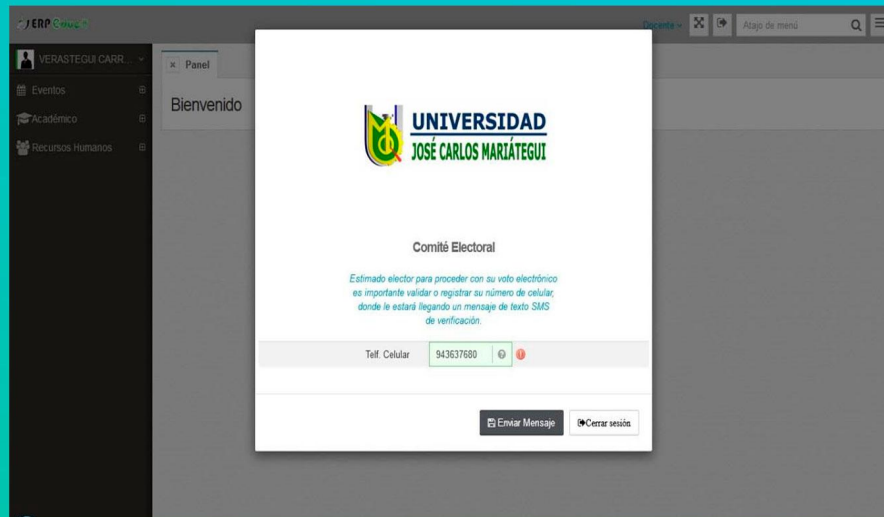 ERP
Docente
Atajo de menú
VERASTEGUI CARR...
× Panel
Eventos
Académico
Recursos Humanos
Bienvenido
UNIVERSIDAD
JOSÉ CARLOS MARIÁTEGUI
Comité Electoral
Estimado elector para proceder con su voto electrónico
es importante validar o registrar su número de celular,
donde le estará llegando un mensaje de texto SMS
de verificación.
Telf. Celular 943637680
Enviar Mensaje Cerrar sesión